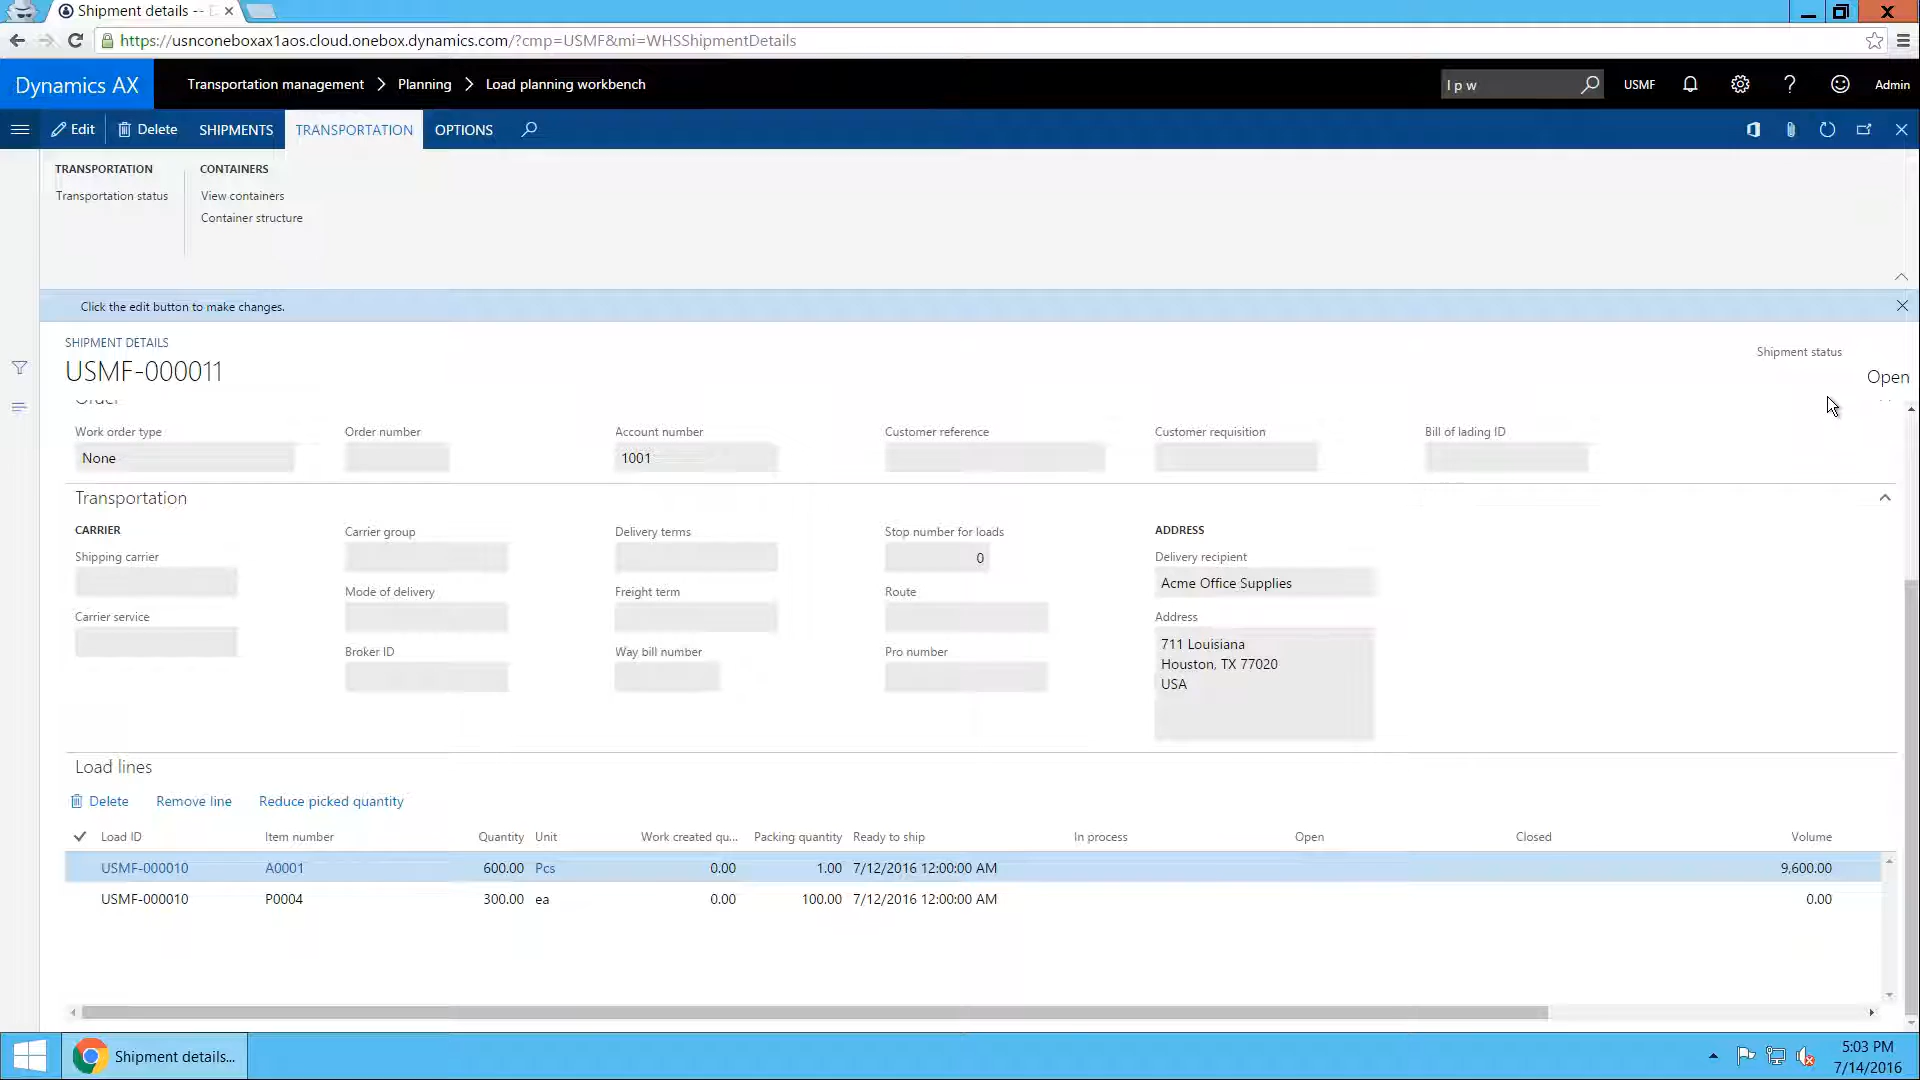 Shipment details --
https://usnconeboxax1aos.cloud.onebox.dynamics.com/?cmp=USMF&mi=WHSShipmentDetails
Dynamics AX
Transportation management > Planning > Load planning workbench
l p w
USMF
?
Admin
Edit
Delete
SHIPMENTS
TRANSPORTATION
OPTIONS
TRANSPORTATION
Transportation status
CONTAINERS
View containers
Container structure
Click the edit button to make changes.
SHIPMENT DETAILS
USMF-000011
Shipment status
Open
Order
Work order type
None
Order number
Account number
1001
Customer reference
Customer requisition
Bill of lading ID
Transportation
CARRIER
Shipping carrier
Carrier service
Carrier group
Mode of delivery
Broker ID
Delivery terms
Freight term
Way bill number
Stop number for loads
0
Route
Pro number
ADDRESS
Delivery recipient
Acme Office Supplies
Address
711 Louisiana
Houston, TX 77020
USA
Load lines
Delete
Remove line
Reduce picked quantity
Load ID Item number Quantity Unit Work created qu... Packing quantity Ready to ship In process Open Closed Volume
USMF-000010 A0001 600.00 Pcs 0.00 1.00 7/12/2016 12:00:00 AM 9,600.00
USMF-000010 P0004 300.00 ea 0.00 100.00 7/12/2016 12:00:00 AM 0.00
Shipment details...
5:03 PM
7/14/2016